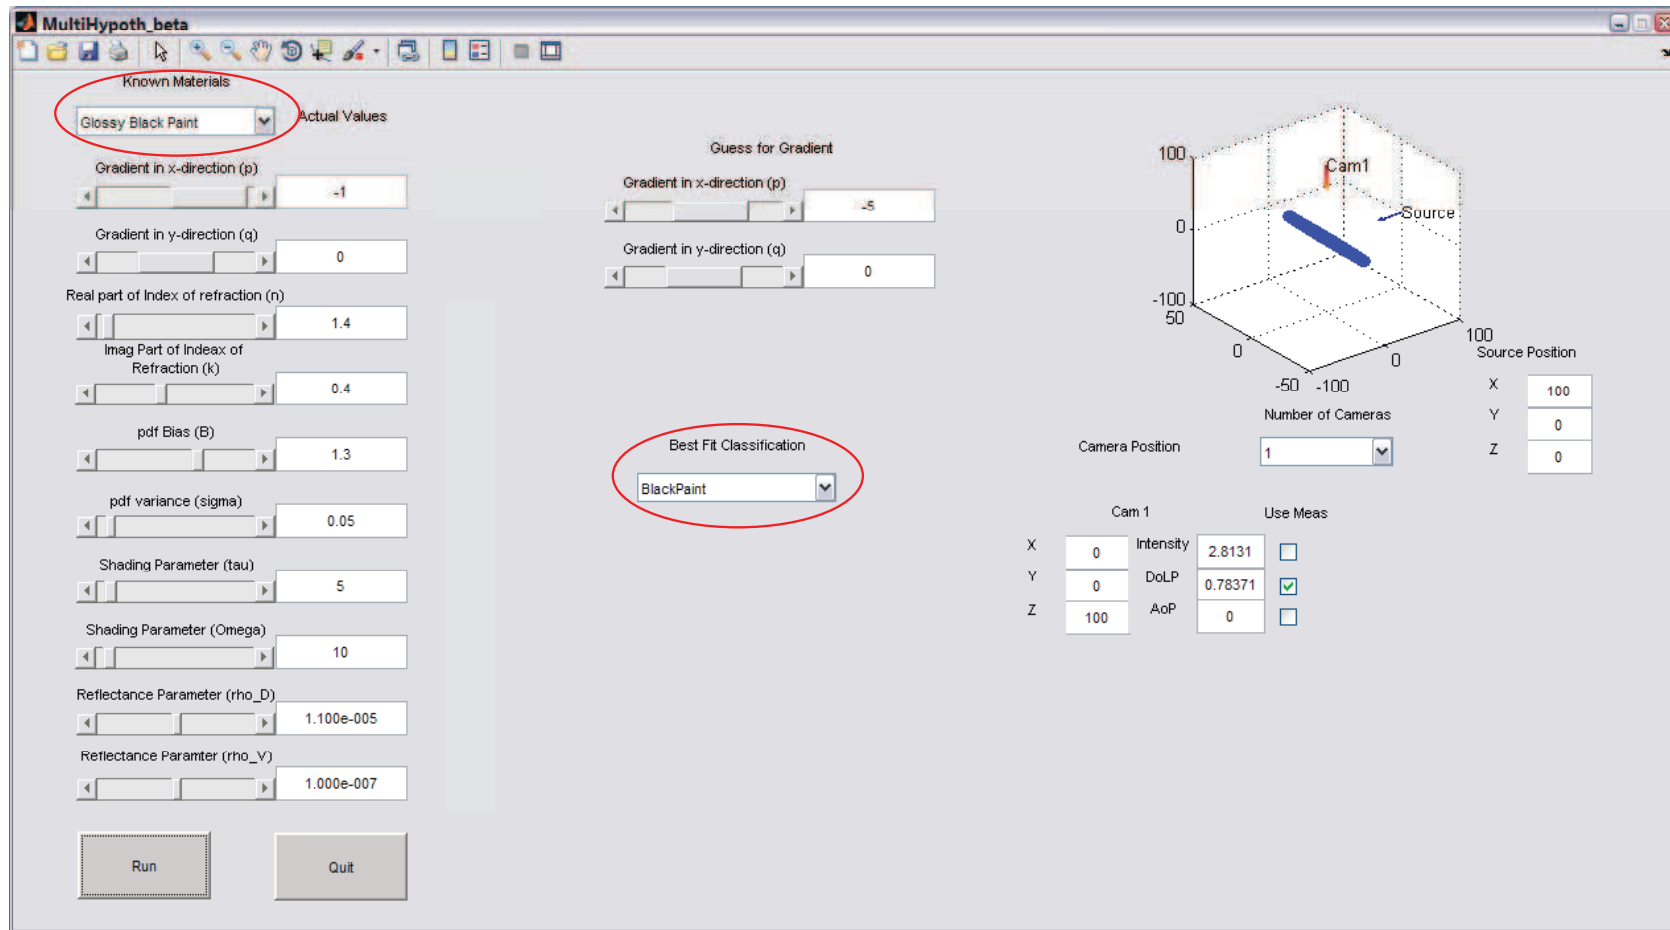 MultiHypoth_beta
Known Materials
Glossy Black Paint
Actual Values
Gradient in x-direction (p)
-1
Gradient in y-direction (q)
0
Real part of Index of refraction (n)
1.4
Imag Part of Indeax of
Refraction (k)
0.4
pdf Bias (B)
1.3
pdf variance (sigma)
0.05
Shading Parameter (tau)
5
Shading Parameter (Omega)
10
Reflectance Parameter (rho_D)
1.100e-005
Reflectance Paramter (rho_V)
1.000e-007
Run
Quit
Guess for Gradient
Gradient in x-direction (p)
-5
Gradient in y-direction (q)
0
Best Fit Classification
BlackPaint
100
0
-100
50
0
-50
-100
0
100
Cam1
Source
Source Position
X
100
Y
0
Z
0
Number of Cameras
Camera Position
1
Cam 1
Use Meas
X
0
Intensity
2.8131
Y
0
DoLP
0.78371
Z
100
AoP
0